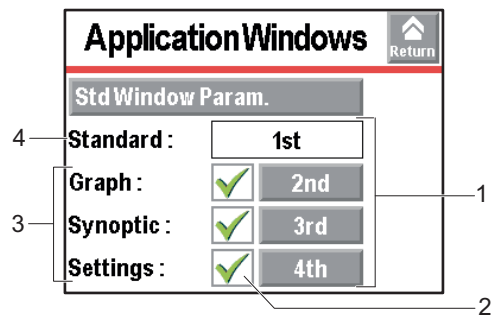 Application Windows
Return
Std Window Param.
4 Standard : 1st
Graph : 2nd
1
3 Synoptic : 3rd
Settings : 4th
2